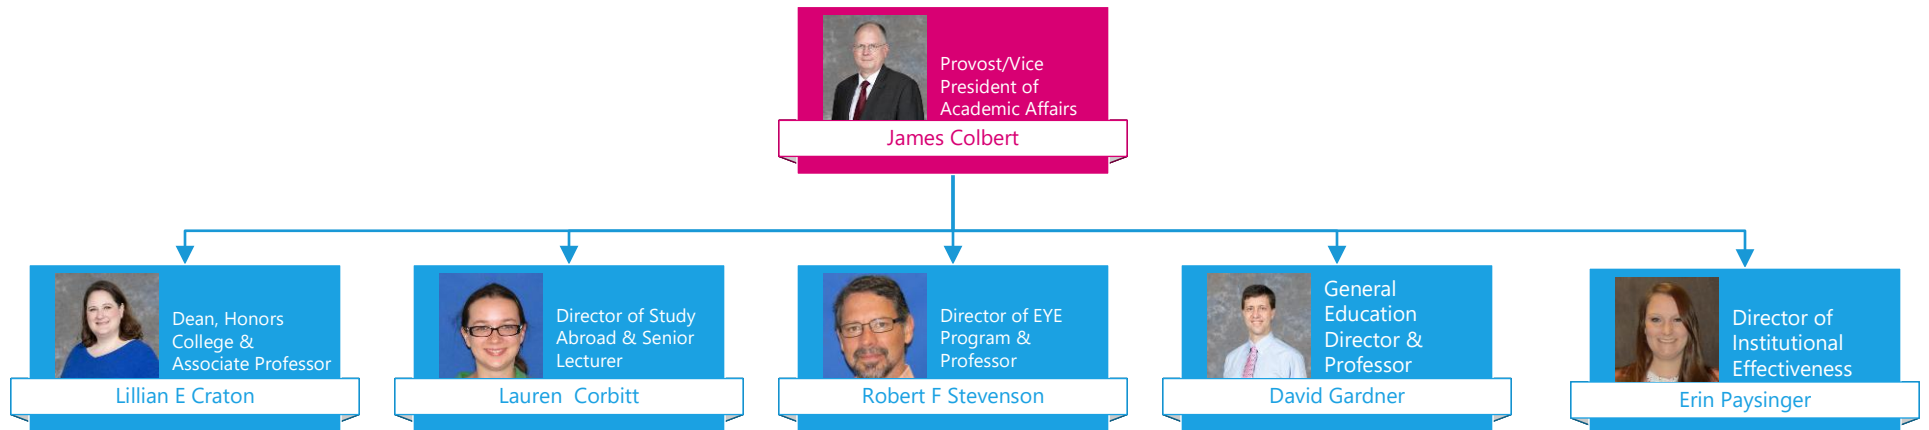 Provost/Vice
President of
Academic Affairs
James Colbert
Dean, Honors
College &
Associate Professor
Lillian E Craton
Director of Study
Abroad & Senior
Lecturer
Lauren  Corbitt
Director of EYE
Program &
Professor
Robert F Stevenson
General
Education
Director &
Professor
David Gardner
Director of
Institutional
Effectiveness
Erin Paysinger